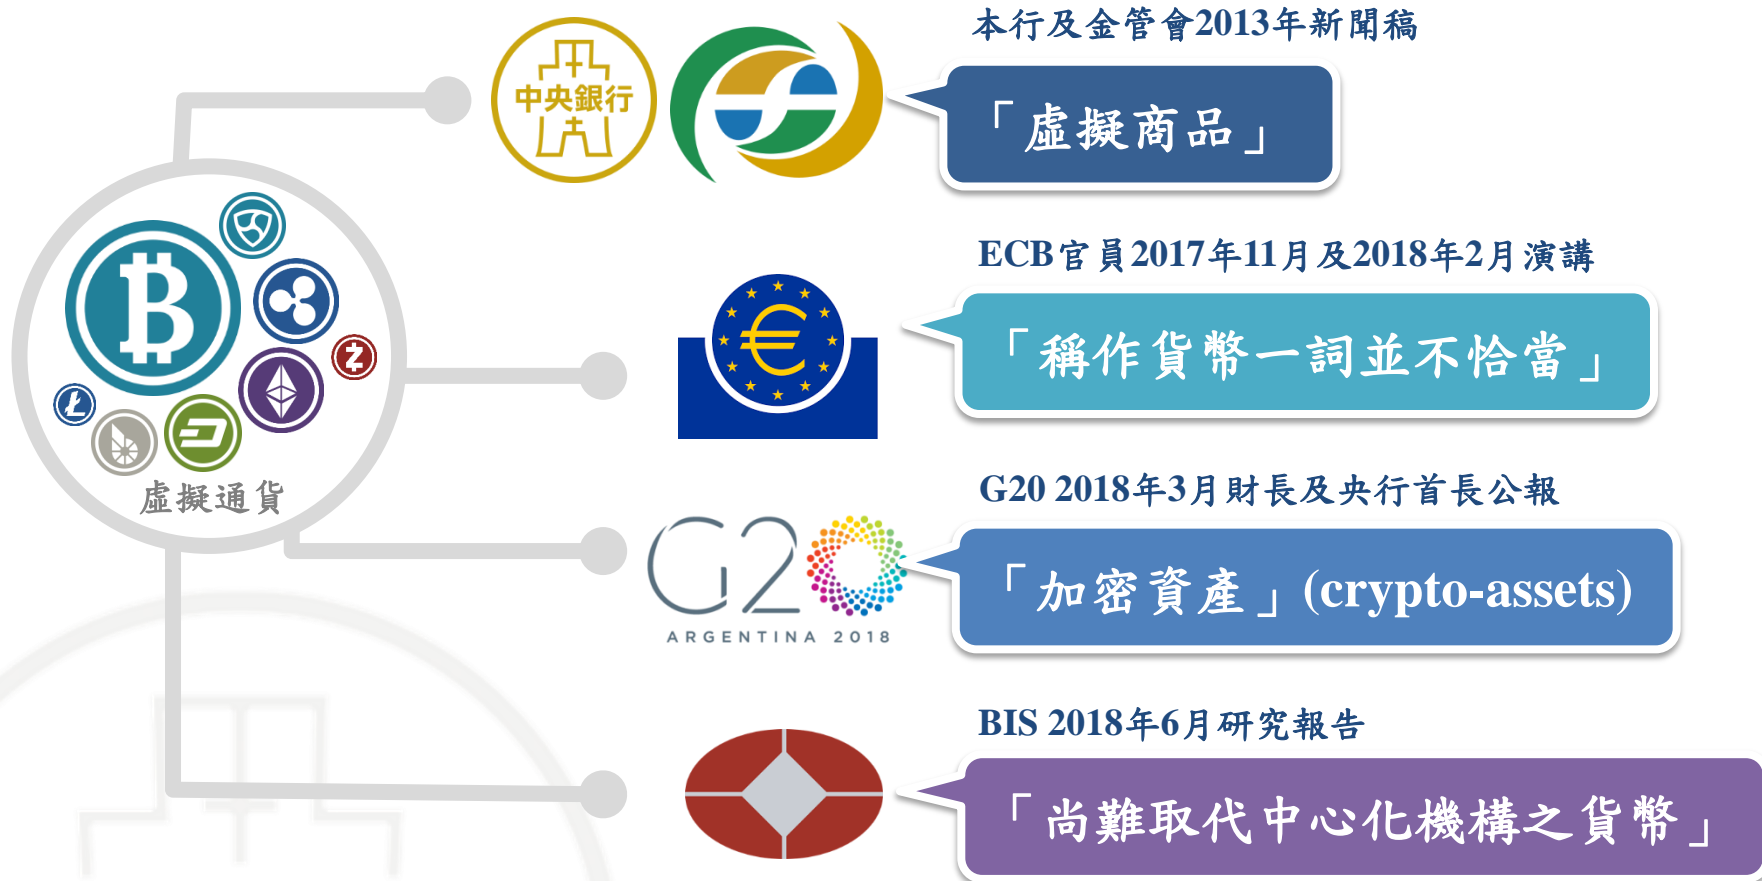 本行及金管會2013年新聞稿
中央銀行
「虛擬商品」
ECB官員2017年11月及2018年2月演講
「稱作貨幣一詞並不恰當」
虛擬通貨
G20 2018年3月財長及央行首長公報
G20
ARGENTINA 2018
「加密資產」(crypto-assets)
BIS 2018年6月研究報告
「尚難取代中心化機構之貨幣」